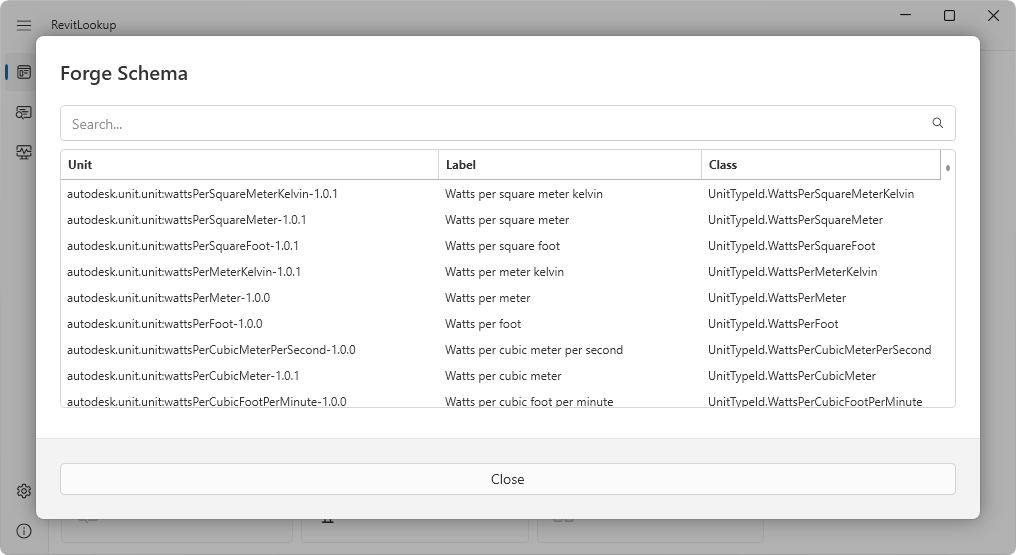 RevitLookup
Forge Schema
Search...
Unit Label Class
autodesk.unit.unit:wattsPerSquareMeterKelvin-1.0.1 Watts per square meter kelvin UnitTypeId.WattsPerSquareMeterKelvin
autodesk.unit.unit:wattsPerSquareMeter-1.0.1 Watts per square meter UnitTypeId.WattsPerSquareMeter
autodesk.unit.unit:wattsPerSquareFoot-1.0.1 Watts per square foot UnitTypeId.WattsPerSquareFoot
autodesk.unit.unit:wattsPerMeterKelvin-1.0.1 Watts per meter kelvin UnitTypeId.WattsPerMeterKelvin
autodesk.unit.unit:wattsPerMeter-1.0.0 Watts per meter UnitTypeId.WattsPerMeter
autodesk.unit.unit:wattsPerFoot-1.0.0 Watts per foot UnitTypeId.WattsPerFoot
autodesk.unit.unit:wattsPerCubicMeterPerSecond-1.0.0 Watts per cubic meter per second UnitTypeId.WattsPerCubicMeterPerSecond
autodesk.unit.unit:wattsPerCubicMeter-1.0.1 Watts per cubic meter UnitTypeId.WattsPerCubicMeter
autodesk.unit.unit:wattsPerCubicFootPerMinute-1.0.0 Watts per cubic foot per minute UnitTypeId.WattsPerCubicFootPerMinute
Close